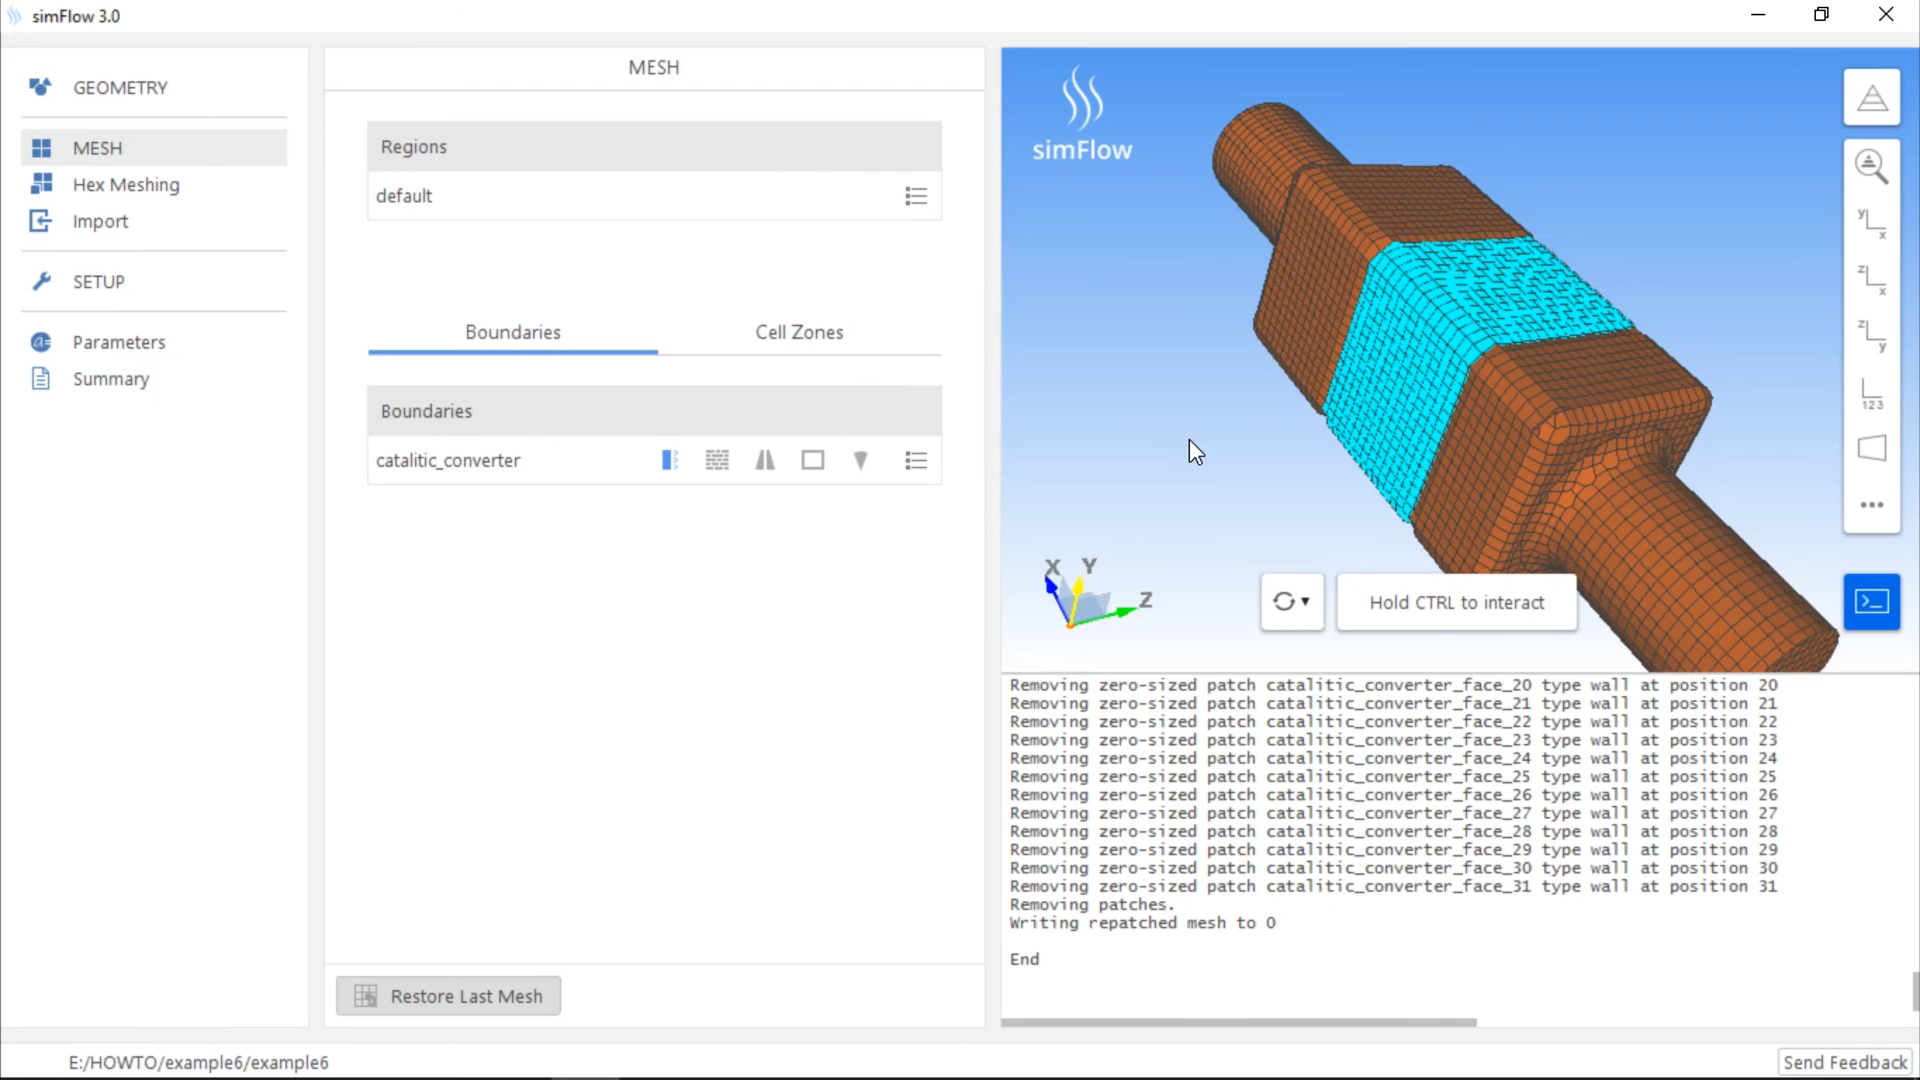 simFlow 3.0
GEOMETRY
MESH
Hex Meshing
Import
SETUP
Parameters
Summary
MESH
Regions
default
Boundaries
Cell Zones
Boundaries
catalitic_converter
Restore Last Mesh
simFlow
y
x
z
x
z
y
123
X
Y
Z
Hold CTRL to interact
Removing zero-sized patch catalitic_converter_face_20 type wall at position 20
Removing zero-sized patch catalitic_converter_face_21 type wall at position 21
Removing zero-sized patch catalitic_converter_face_22 type wall at position 22
Removing zero-sized patch catalitic_converter_face_23 type wall at position 23
Removing zero-sized patch catalitic_converter_face_24 type wall at position 24
Removing zero-sized patch catalitic_converter_face_25 type wall at position 25
Removing zero-sized patch catalitic_converter_face_26 type wall at position 26
Removing zero-sized patch catalitic_converter_face_27 type wall at position 27
Removing zero-sized patch catalitic_converter_face_28 type wall at position 28
Removing zero-sized patch catalitic_converter_face_29 type wall at position 29
Removing zero-sized patch catalitic_converter_face_30 type wall at position 30
Removing zero-sized patch catalitic_converter_face_31 type wall at position 31
Removing patches.
Writing repatched mesh to 0
End
E:/HOWTO/example6/example6
Send Feedback